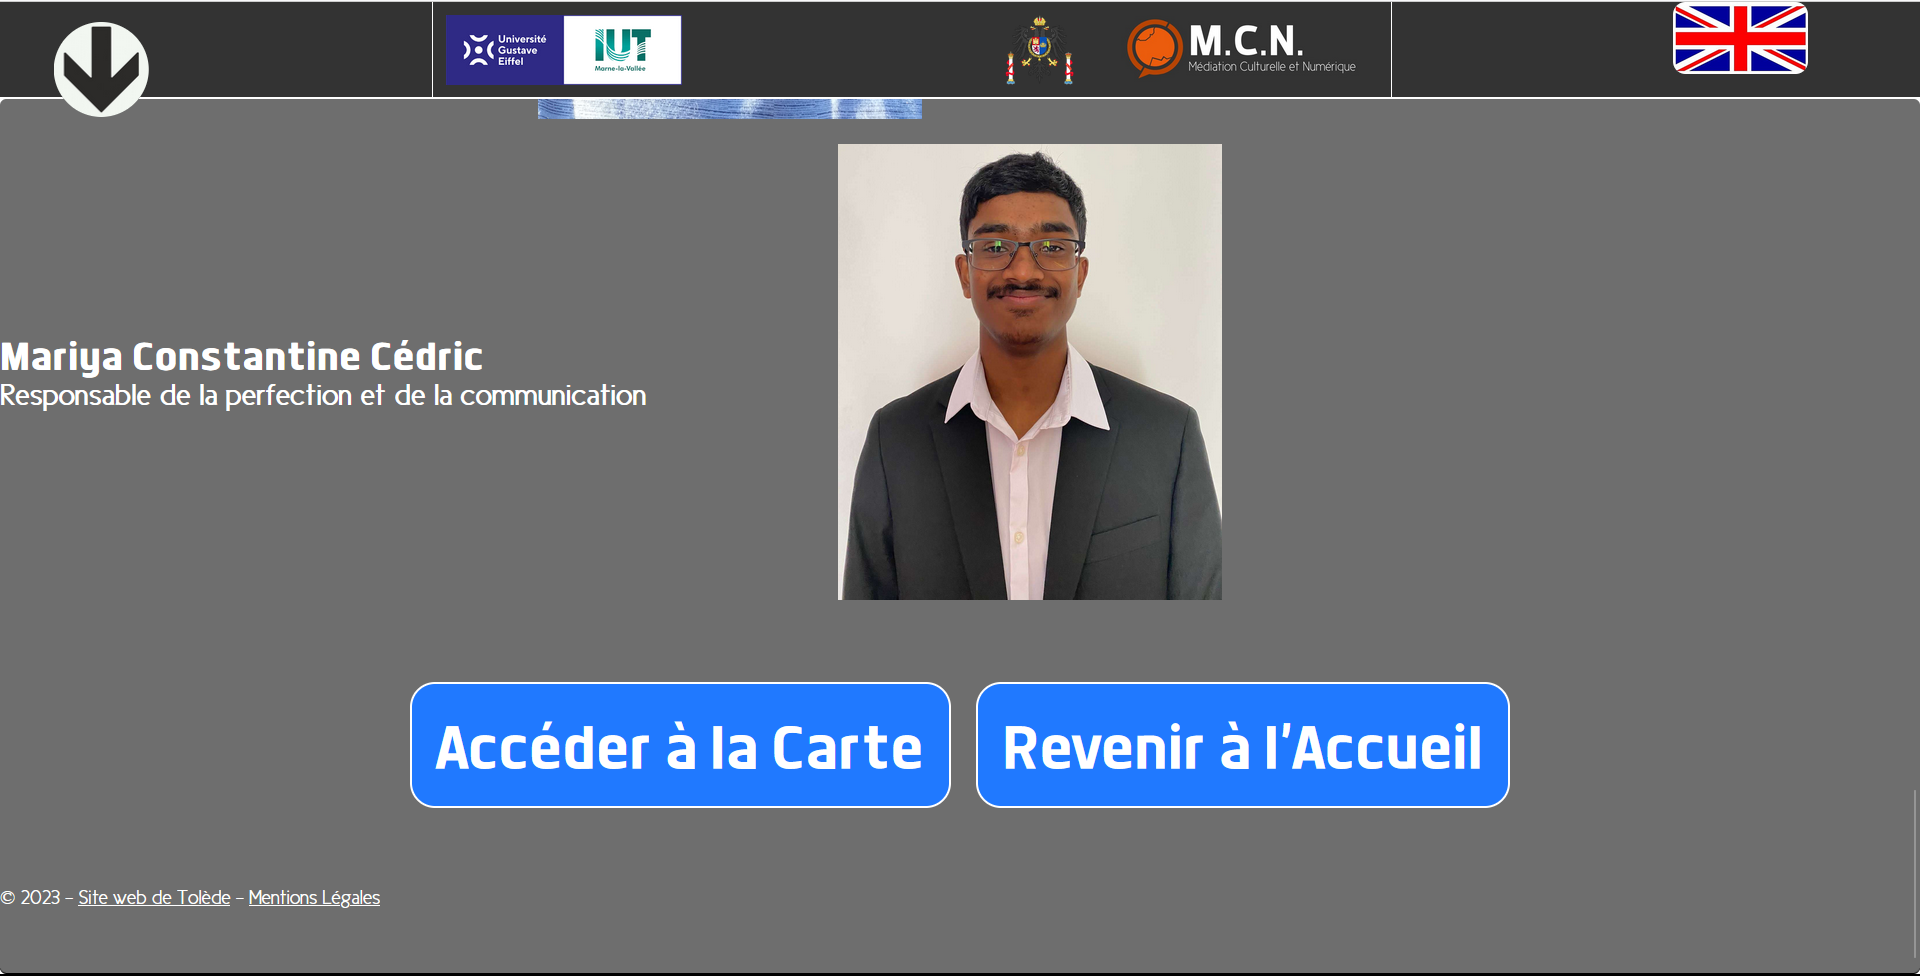 Université
Gustave
Eiffel
IUT
Marne-la-Vallée
M.C.N.
Médiation Culturelle et Numérique
Mariya Constantine Cédric
Responsable de la perfection et de la communication
Accéder à la Carte
Revenir à l'Accueil
© 2023 - Site web de Tolède - Mentions Légales